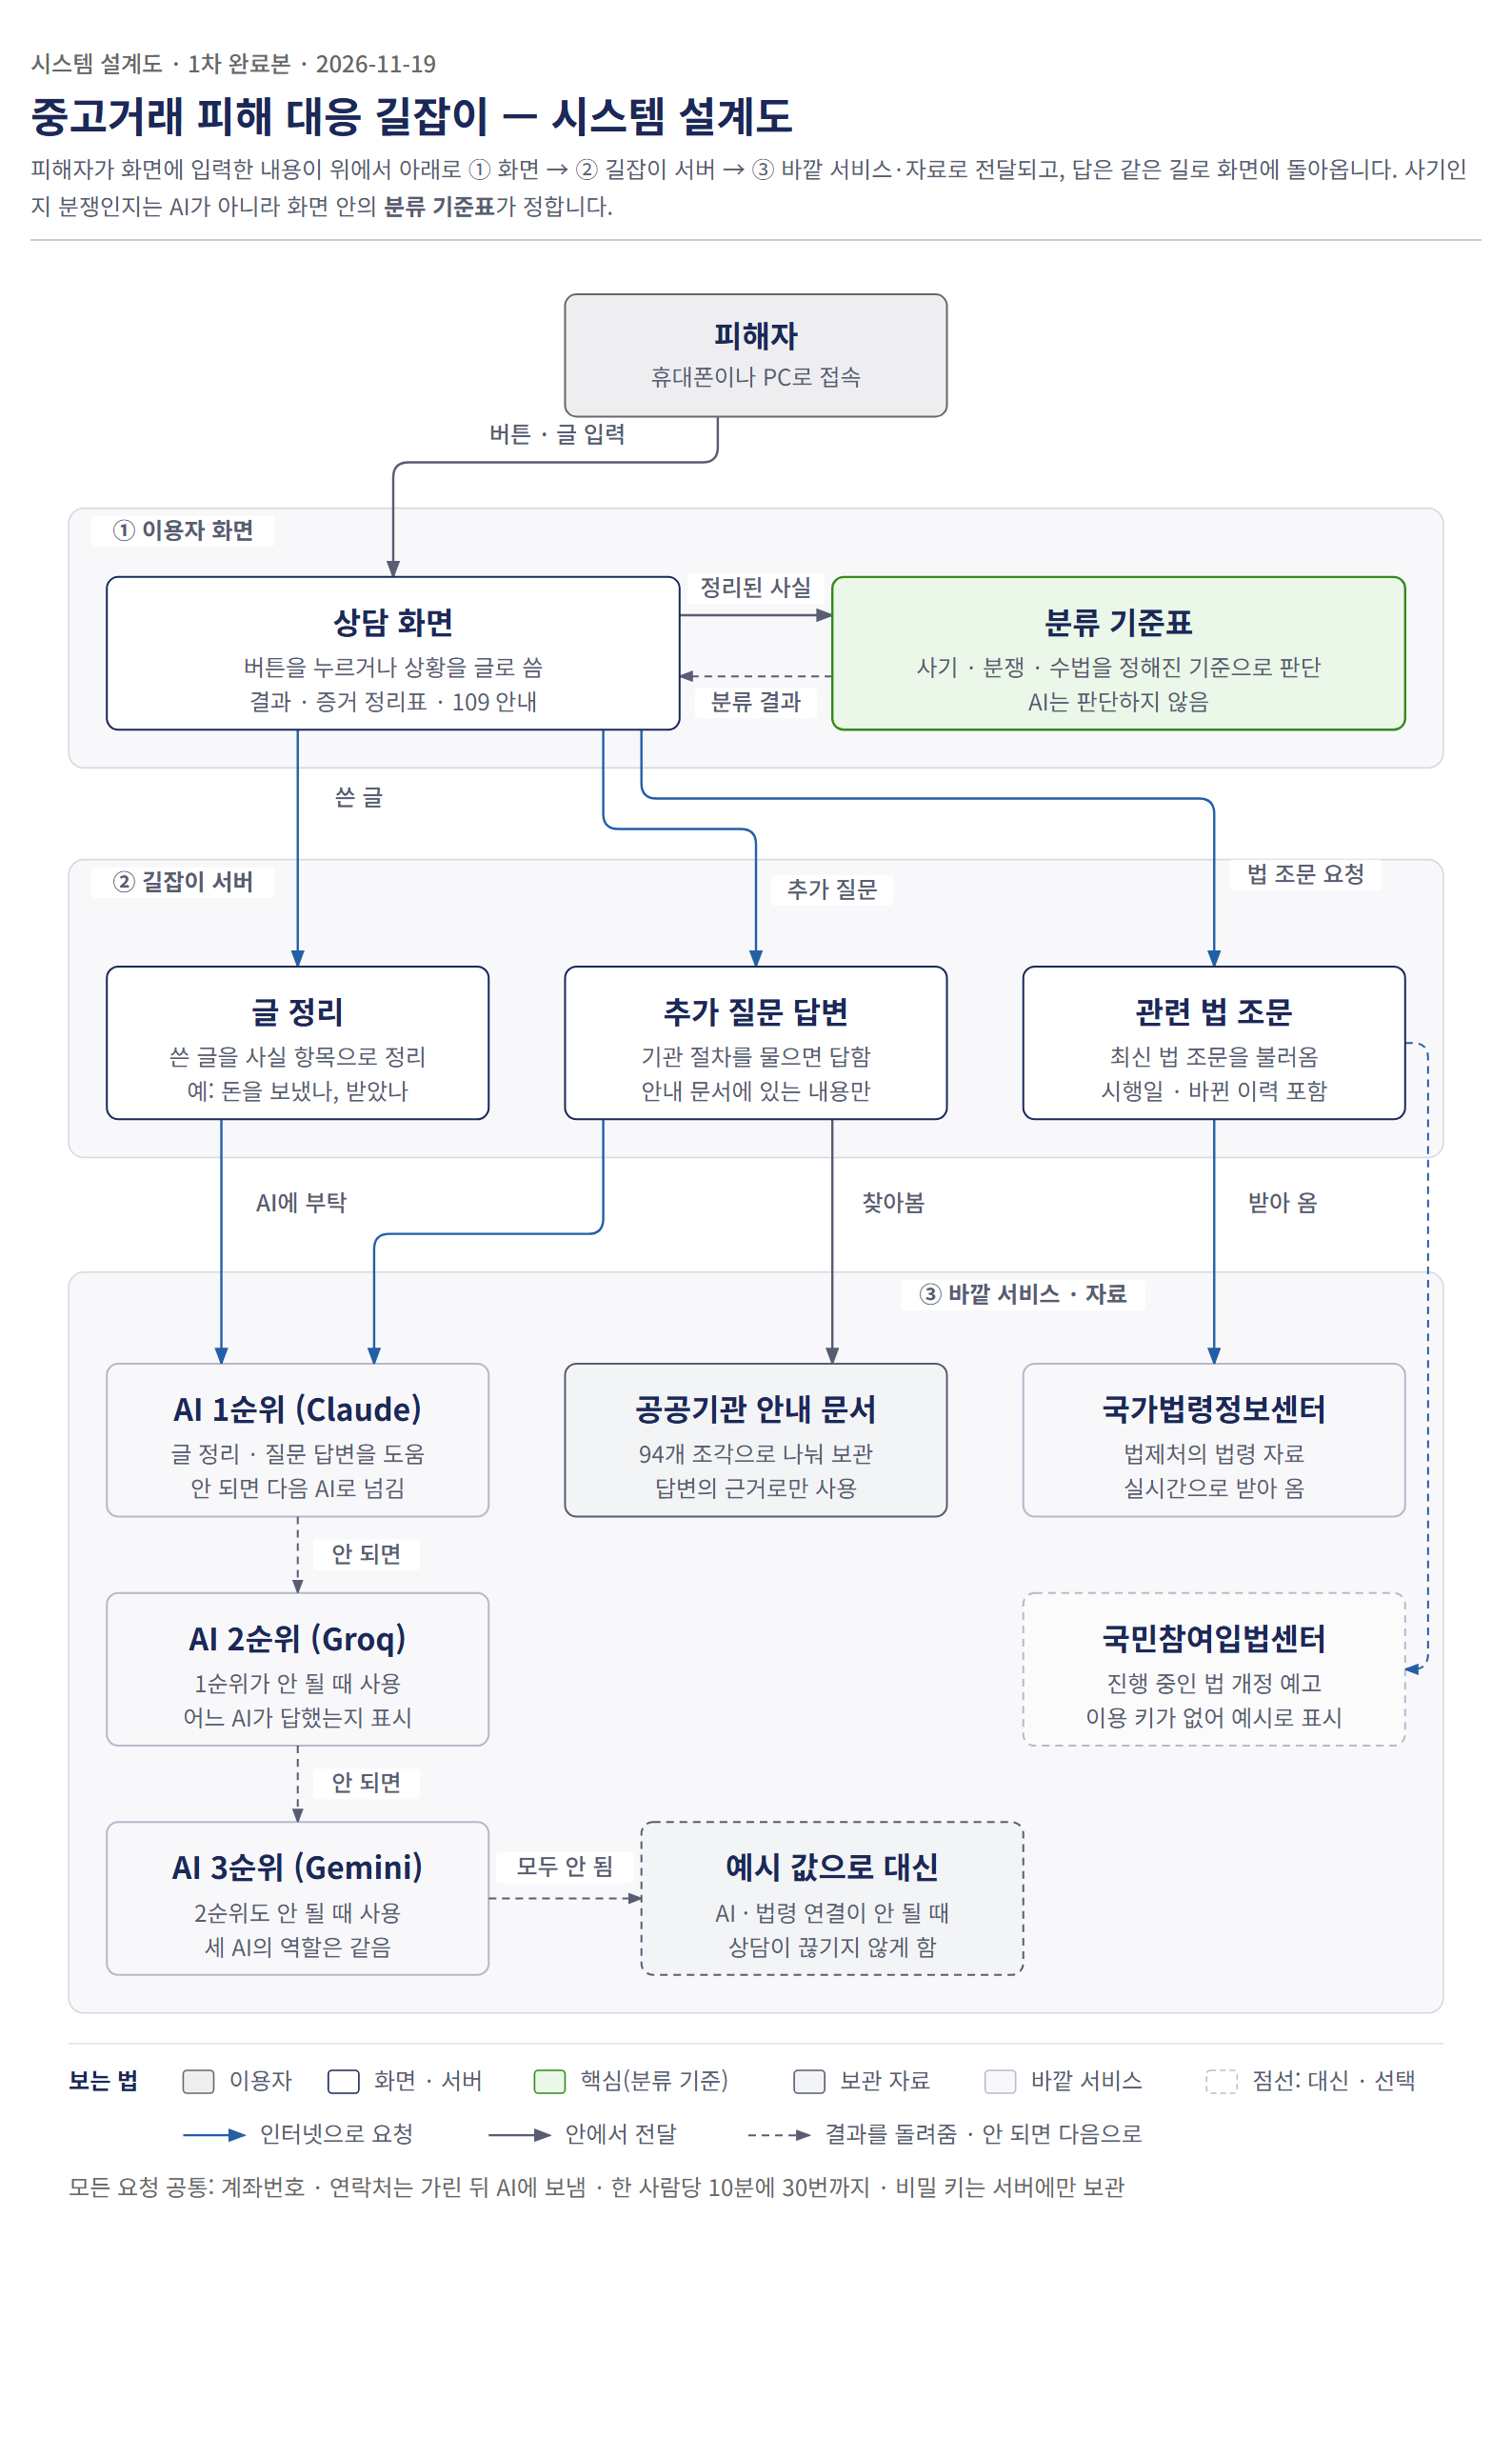 시스템 설계도 · 1차 완료본 · 2026-11-19
중고거래 피해 대응 길잡이 — 시스템 설계도
피해자가 화면에 입력한 내용이 위에서 아래로 ① 화면 → ② 길잡이 서버 → ③ 바깥 서비스·자료로 전달되고, 답은 같은 길로 화면에 돌아옵니다. 사기인
지 분쟁인지는 AI가 아니라 화면 안의 분류 기준표가 정합니다.
피해자
휴대폰이나 PC로 접속
버튼 · 글 입력
① 이용자 화면
상담 화면
버튼을 누르거나 상황을 글로 씀
결과 · 증거 정리표 · 109 안내
정리된 사실
분류 결과
분류 기준표
사기 · 분쟁 · 수법을 정해진 기준으로 판단
AI는 판단하지 않음
쓴 글
② 길잡이 서버
추가 질문
법 조문 요청
글 정리
쓴 글을 사실 항목으로 정리
예: 돈을 보냈나, 받았나
추가 질문 답변
기관 절차를 물으면 답함
안내 문서에 있는 내용만
관련 법 조문
최신 법 조문을 불러옴
시행일 · 바뀐 이력 포함
AI에 부탁
찾아봄
받아 옴
③ 바깥 서비스 · 자료
AI 1순위 (Claude)
글 정리 · 질문 답변을 도움
안 되면 다음 AI로 넘김
공공기관 안내 문서
94개 조각으로 나눠 보관
답변의 근거로만 사용
국가법령정보센터
법제처의 법령 자료
실시간으로 받아 옴
안 되면
AI 2순위 (Groq)
1순위가 안 될 때 사용
어느 AI가 답했는지 표시
국민참여입법센터
진행 중인 법 개정 예고
이용 키가 없어 예시로 표시
안 되면
AI 3순위 (Gemini)
2순위도 안 될 때 사용
세 AI의 역할은 같음
모두 안 됨
예시 값으로 대신
AI · 법령 연결이 안 될 때
상담이 끊기지 않게 함
보는 법 이용자 화면 · 서버 핵심(분류 기준) 보관 자료 바깥 서비스 점선: 대신 · 선택
인터넷으로 요청 안에서 전달 결과를 돌려줌 · 안 되면 다음으로
모든 요청 공통: 계좌번호 · 연락처는 가린 뒤 AI에 보냄 · 한 사람당 10분에 30번까지 · 비밀 키는 서버에만 보관